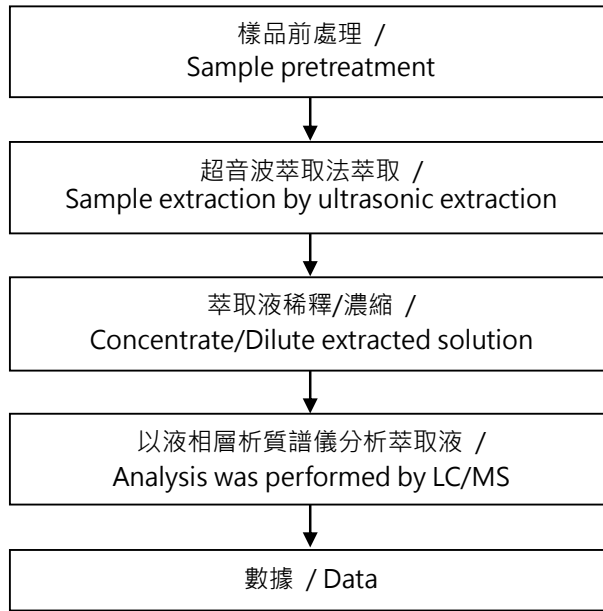 樣品前處理 /
Sample pretreatment
超音波萃取法萃取 /
Sample extraction by ultrasonic extraction
萃取液稀釋/濃縮 /
Concentrate/Dilute extracted solution
以液相層析質譜儀分析萃取液 /
Analysis was performed by LC/MS
數據 / Data